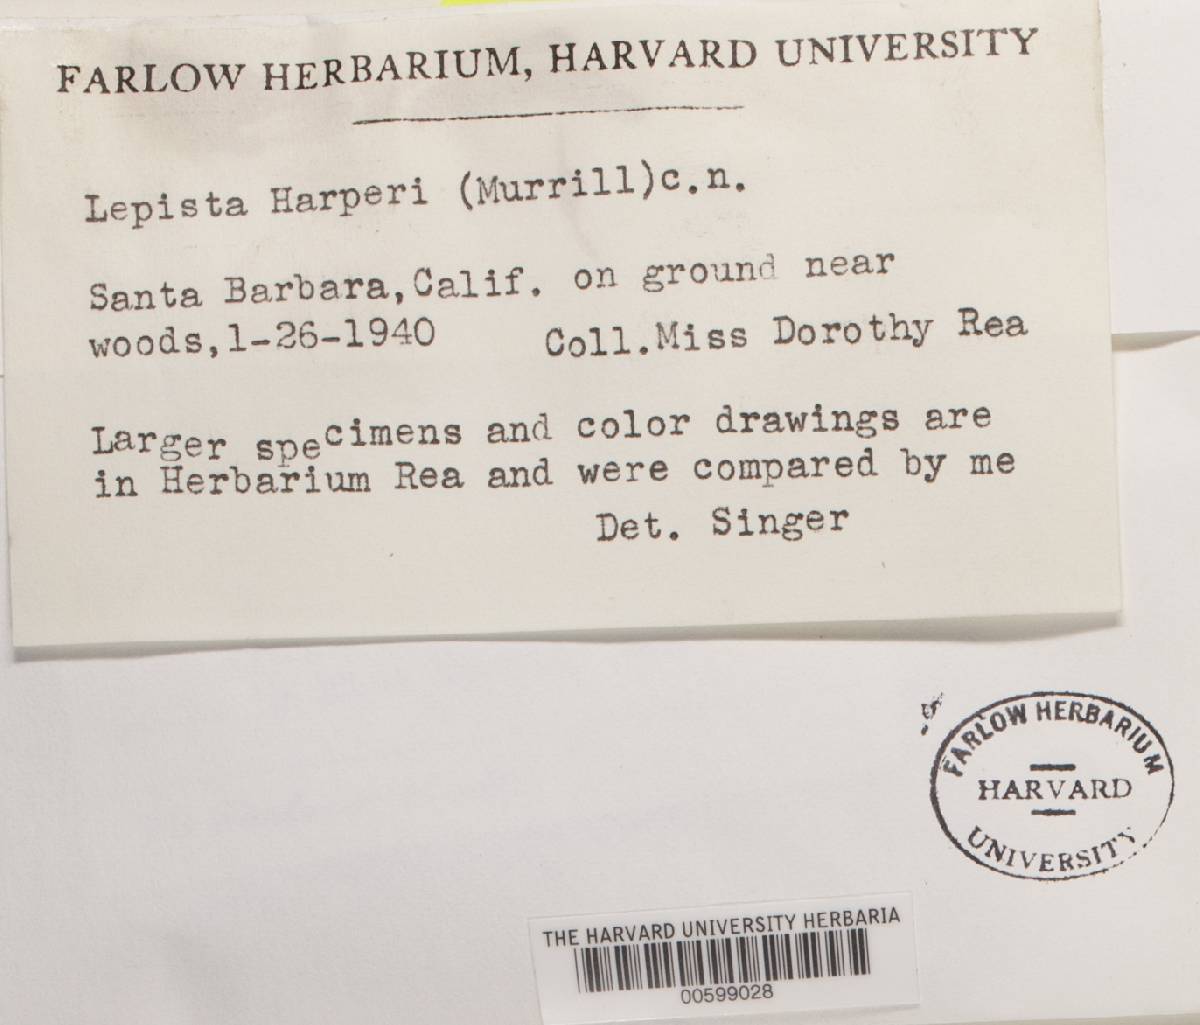 FARLOW HERBARIUM, HARVARD UNIVERSITY
Lepista Harperi (Murrill)c.n.
Santa Barbara,Calif. on ground near
woods,1-26-1940 Coll.Miss Dorothy Rea
Larger specimens and color drawings are
in Herbarium Rea and were compared by me
Det. Singer
FARLOW HERBARIUM
HARVARD
UNIVERSITY
THE HARVARD UNIVERSITY HERBARIA
00599028